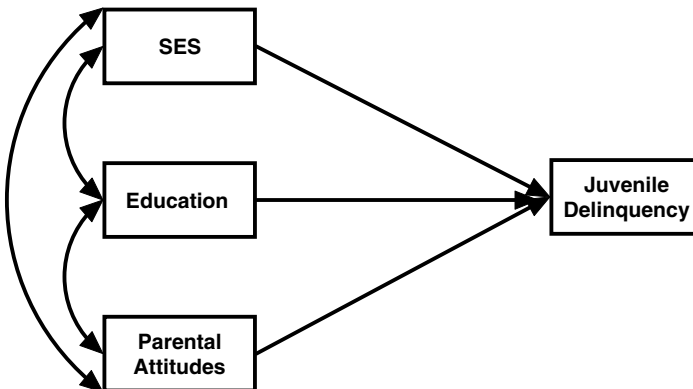 SES
Education
Juvenile
Delinquency
Parental
Attitudes